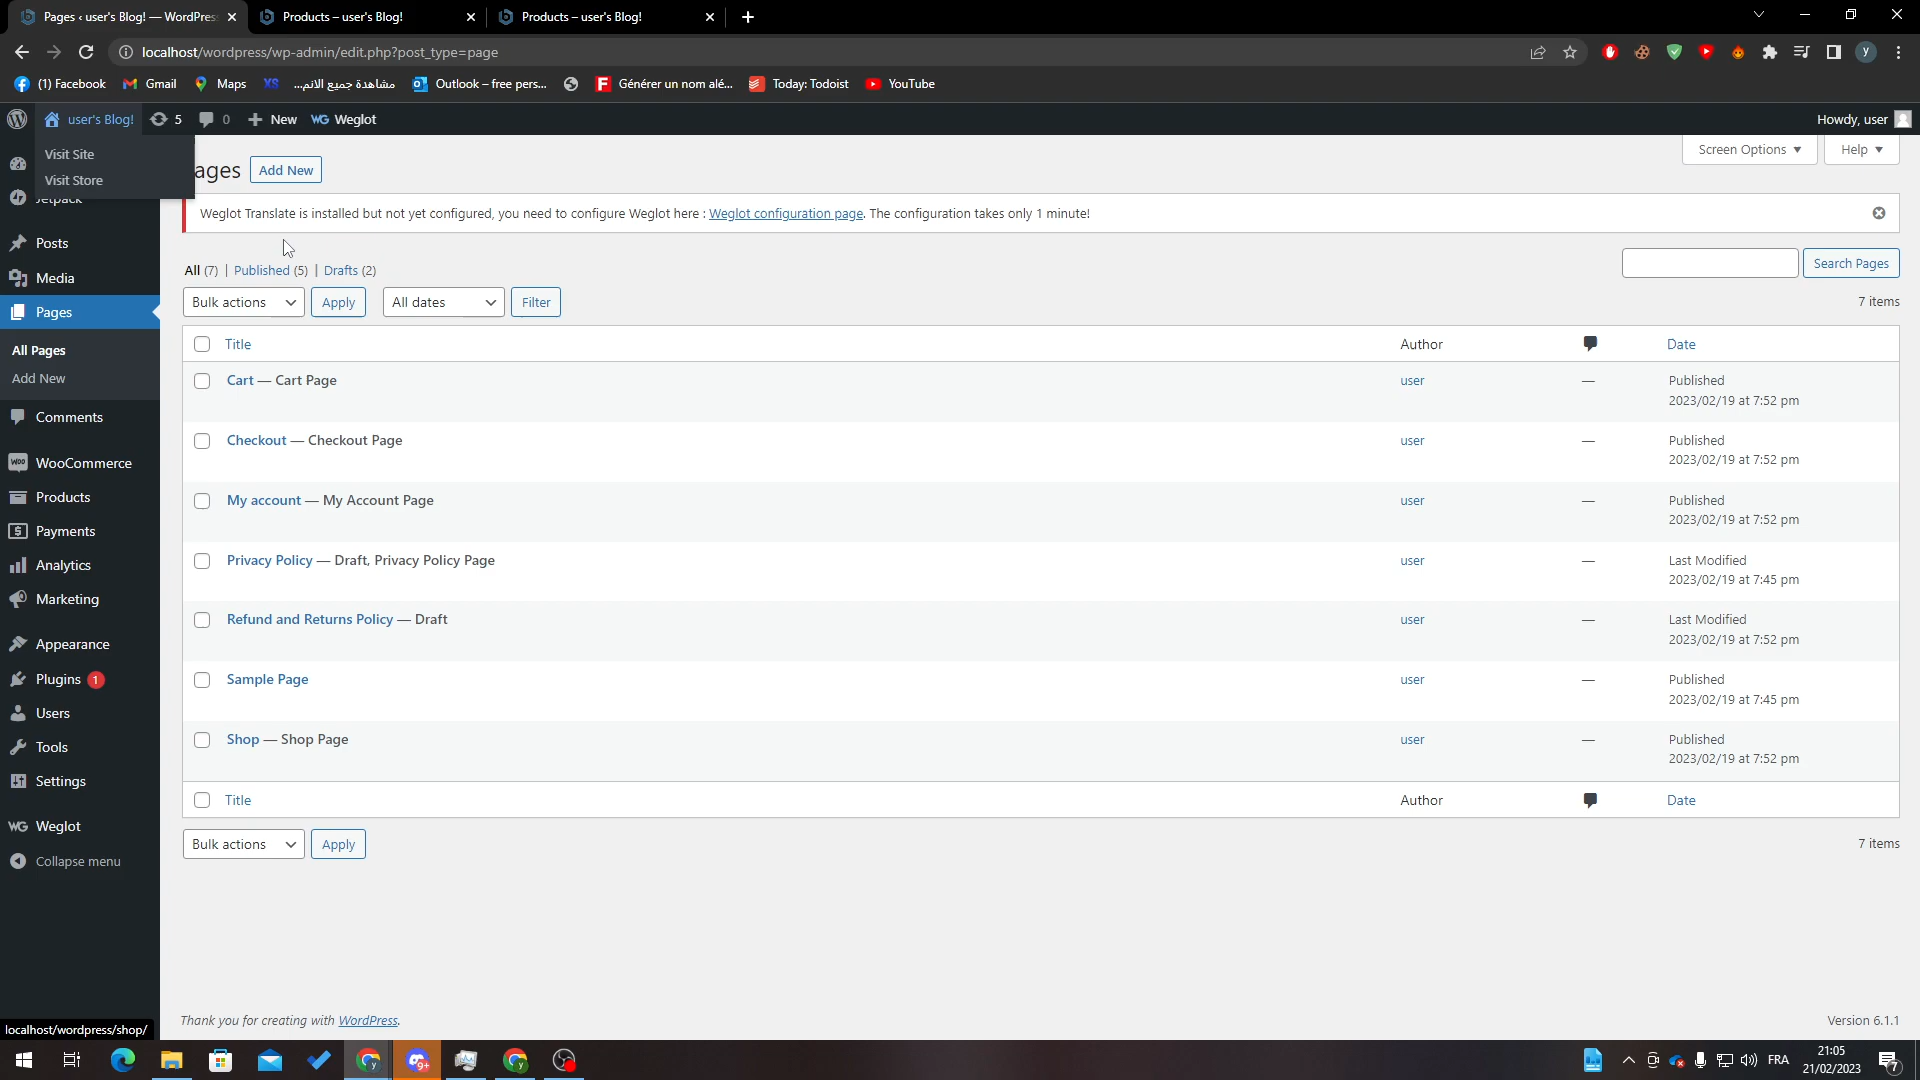 Pages ‹ user's Blog! — WordPress
Products – user's Blog!
Products – user's Blog!
localhost/wordpress/wp-admin/edit.php?post_type=page
y
(1) Facebook
Gmail
Maps
XS
مشاهدة جميع الانم...
Outlook – free pers...
F
Générer un nom alé...
Today: Todoist
YouTube
user's Blog!
5
0
New
WG Weglot
Howdy, user
Visit Site
Visit Store
ages
Add New
Screen Options
Help
Jetpack
Weglot Translate is installed but not yet configured, you need to configure Weglot here : Weglot configuration page. The configuration takes only 1 minute!
Posts
Media
Pages
All Pages
Add New
Comments
WooCommerce
Products
Payments
Analytics
Marketing
Appearance
Plugins 1
Users
Tools
Settings
WG Weglot
Collapse menu
All (7) | Published (5) | Drafts (2)
Search Pages
Bulk actions
Apply
All dates
Filter
7 items
Title
Author
Date
Cart — Cart Page
user
—
Published
2023/02/19 at 7:52 pm
Checkout — Checkout Page
user
—
Published
2023/02/19 at 7:52 pm
My account — My Account Page
user
—
Published
2023/02/19 at 7:52 pm
Privacy Policy — Draft, Privacy Policy Page
user
—
Last Modified
2023/02/19 at 7:45 pm
Refund and Returns Policy — Draft
user
—
Last Modified
2023/02/19 at 7:52 pm
Sample Page
user
—
Published
2023/02/19 at 7:45 pm
Shop — Shop Page
user
—
Published
2023/02/19 at 7:52 pm
Title
Author
Date
Bulk actions
Apply
7 items
Thank you for creating with WordPress.
Version 6.1.1
localhost/wordpress/shop/
9+
FRA
21:05
21/02/2023
7